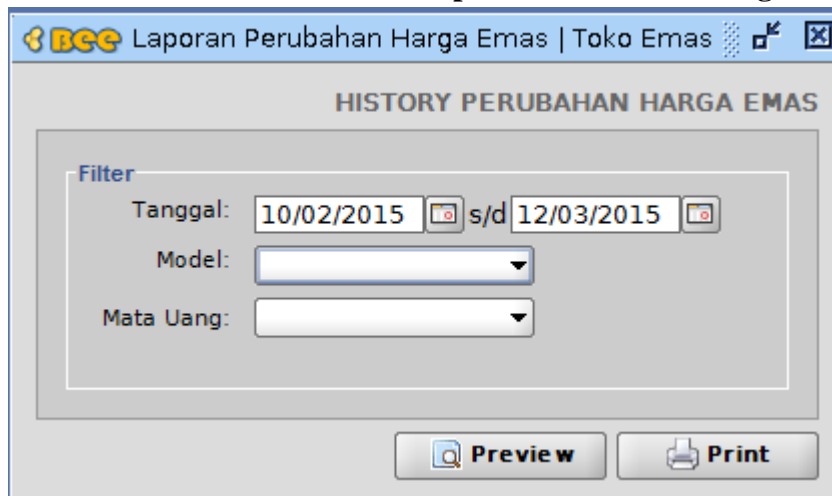 BEE Laporan Perubahan Harga Emas | Toko Emas
HISTORY PERUBAHAN HARGA EMAS
Filter
Tanggal: 10/02/2015 s/d 12/03/2015
Model:
Mata Uang:
Preview Print